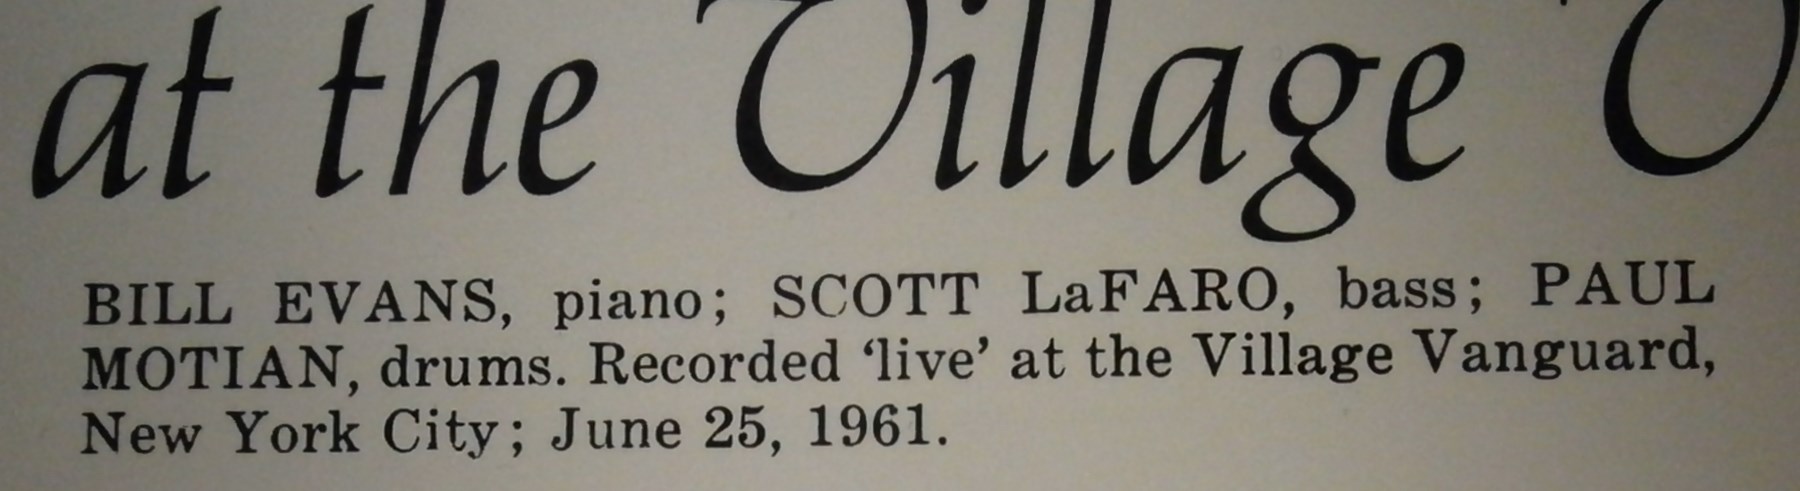 at the Village
BILL EVANS, piano; SCOTT LaFARO, bass; PAUL
MOTIAN, drums. Recorded ‘live’ at the Village Vanguard,
New York City; June 25, 1961.